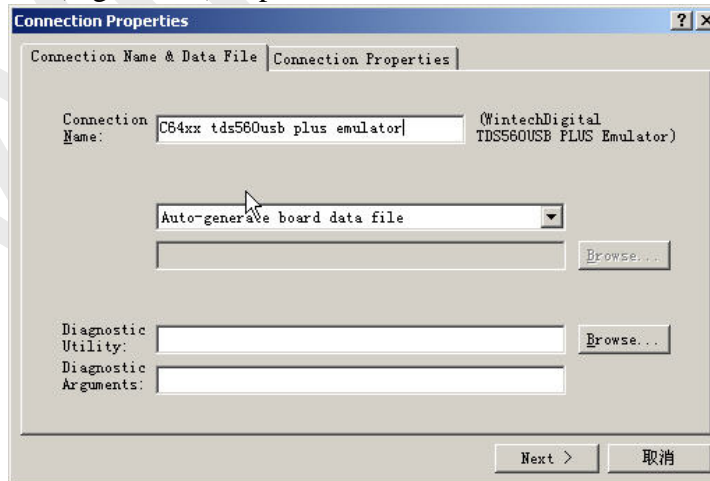 Connection Properties
Connection Name & Data File
Connection Properties
Connection
Name:
C64xx tds560usb plus emulator
(WintechDigital
TDS560USB PLUS Emulator)
Auto-generate board data file
Browse...
Diagnostic
Utility:
Browse...
Diagnostic
Arguments:
Next >
取消